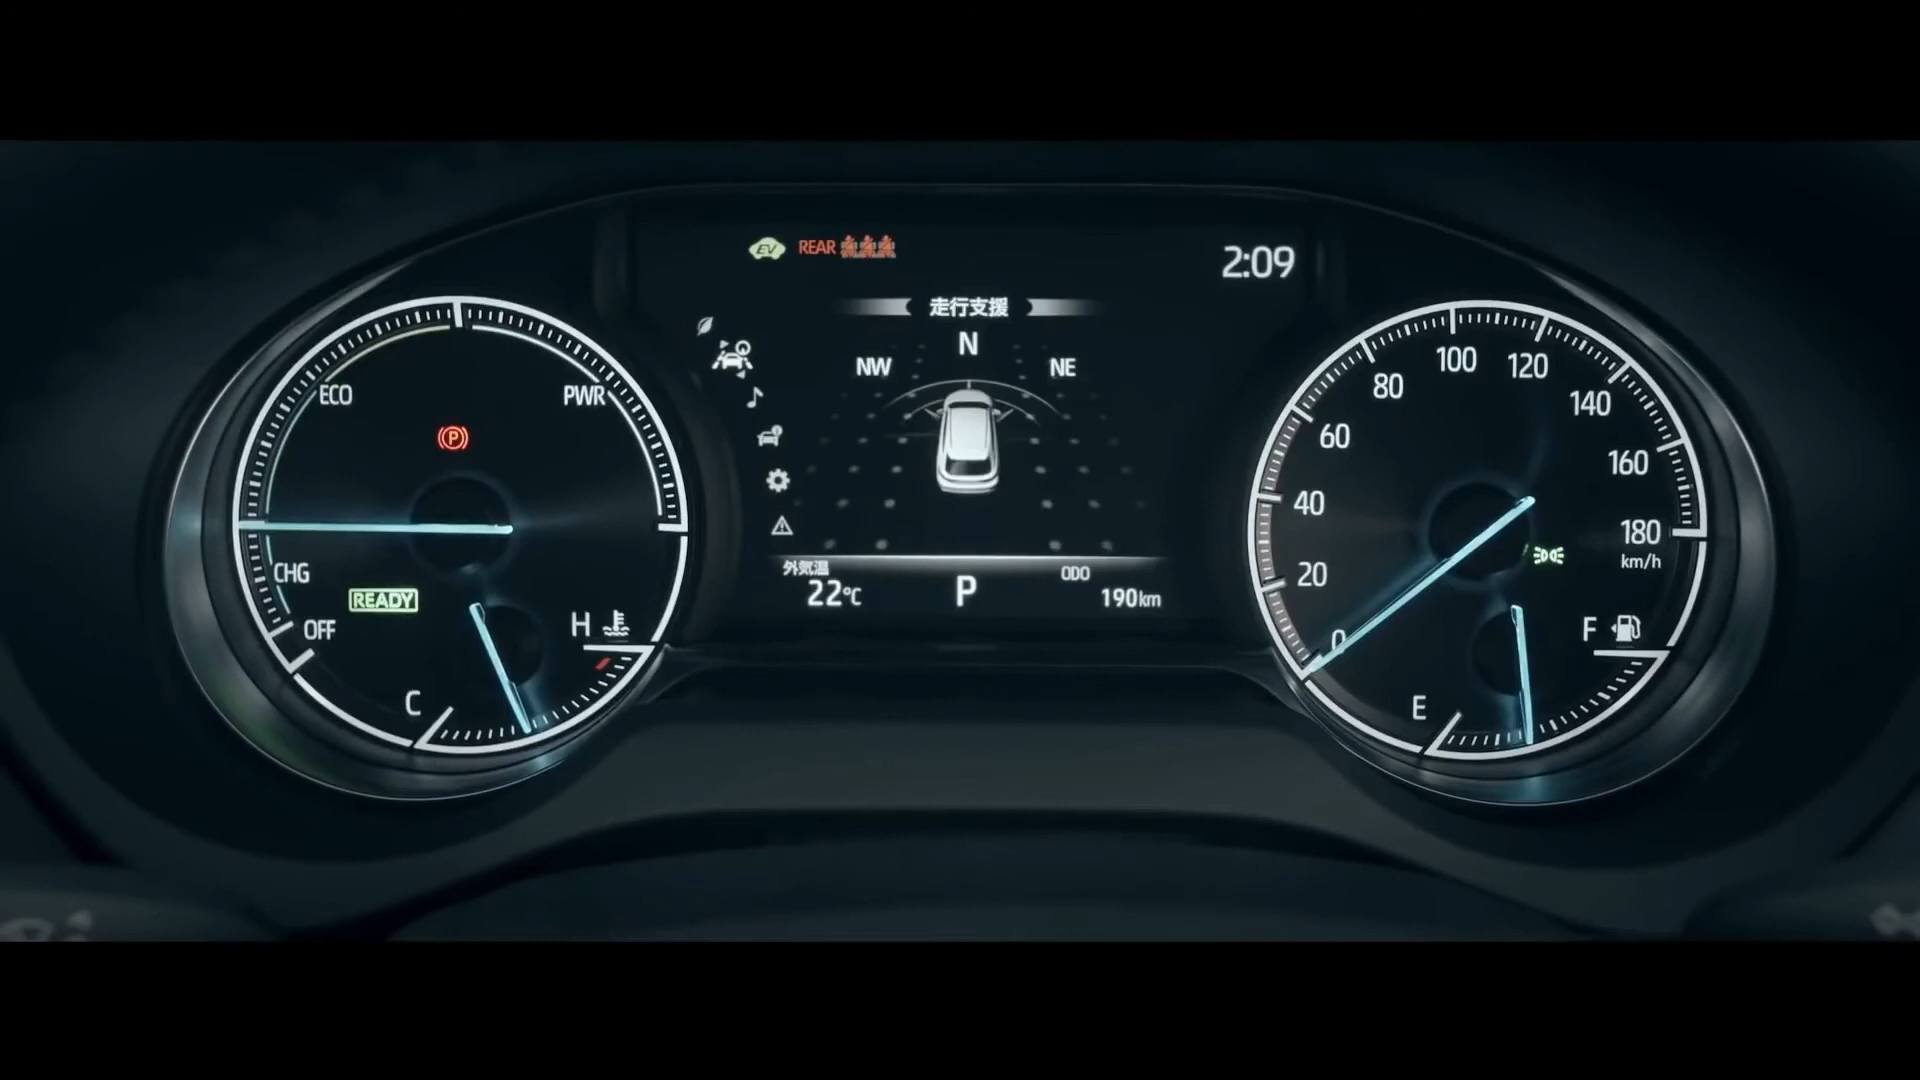 EV REAR
2:09
走行支援
N
NW NE
ECO PWR
P
CHG
READY
OFF
H
C
外気温
22℃
P
ODO
190km
0
20
40
60
80
100
120
140
160
180
km/h
F
E